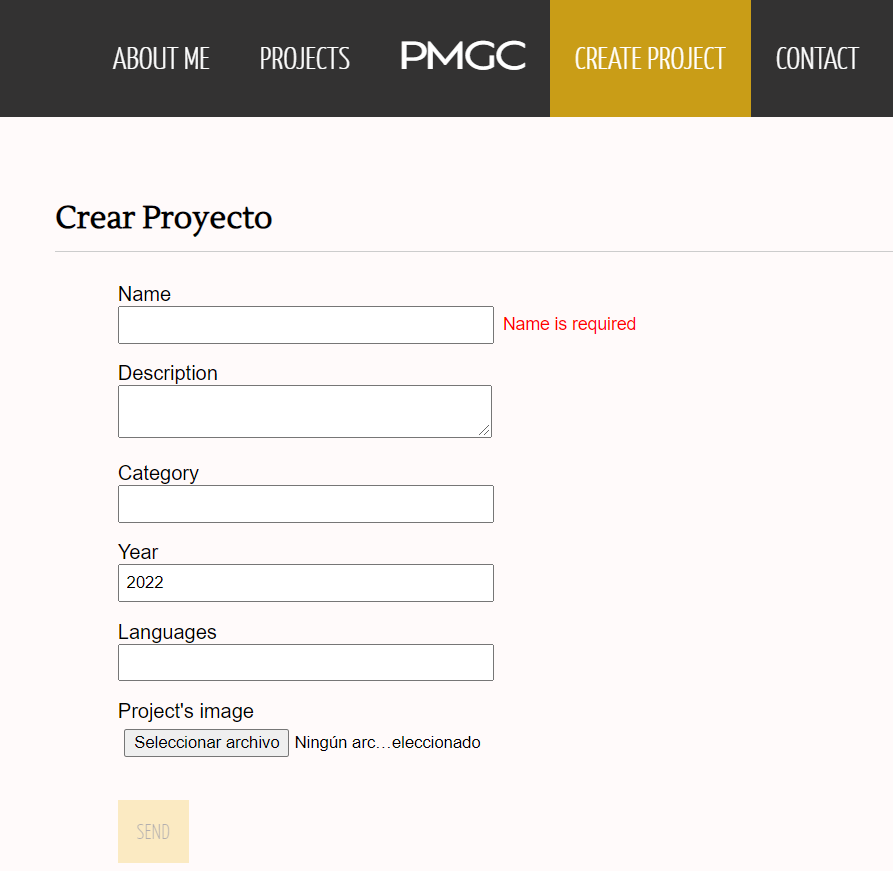 ABOUT ME PROJECTS PMGC CREATE PROJECT CONTACT
Crear Proyecto
Name
Name is required
Description
Category
Year
2022
Languages
Project's image
Seleccionar archivo Ningún arc...eleccionado
SEND